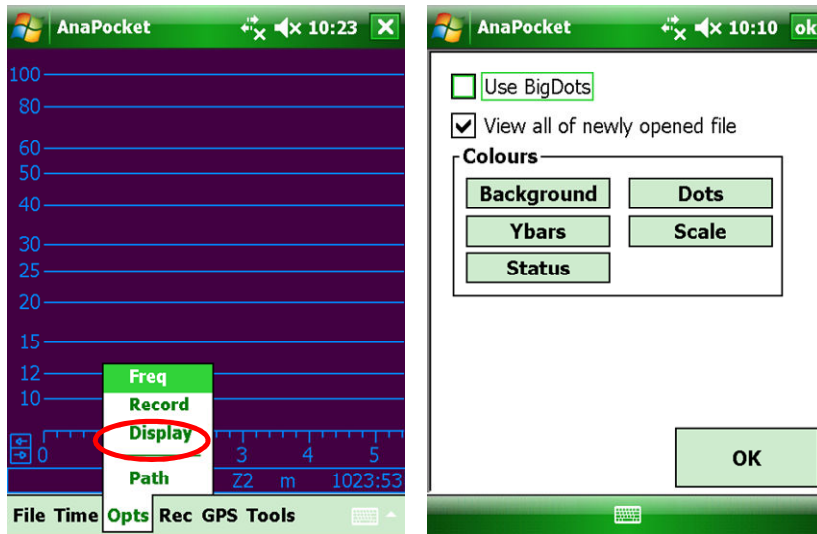 AnaPocket 10:23
100
80
60
50
40
30
25
20
15
12
10
Freq
Record
Display
Path
0 3 4 5
Z2 m 1023:53
File Time Opts Rec GPS Tools
AnaPocket 10:10 ok
Use BigDots
View all of newly opened file
Colours
Background Dots
Ybars Scale
Status
OK